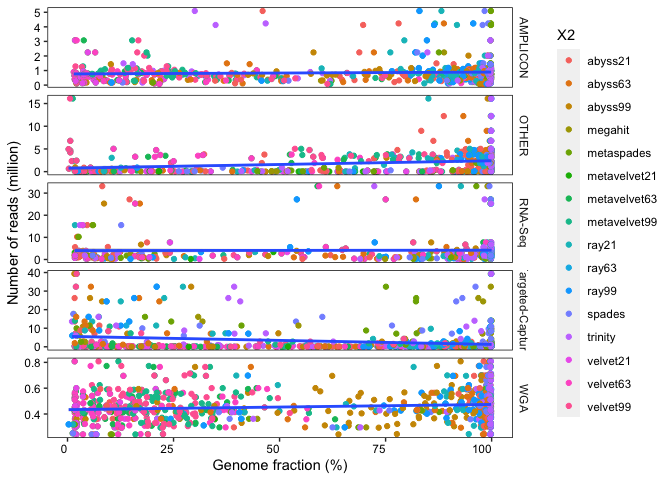 Number of reads (million)
5
4
3
2
1
0
AMPLICON
15
10
5
0
OTHER
30
20
10
0
RNA-Seq
40
30
20
10
0
argeted-Captur
0.8
0.6
0.4
WGA
0
25
50
75
100
Genome fraction (%)
X2
abyss21
abyss63
abyss99
megahit
metaspades
metavelvet21
metavelvet63
metavelvet99
ray21
ray63
ray99
spades
trinity
velvet21
velvet63
velvet99